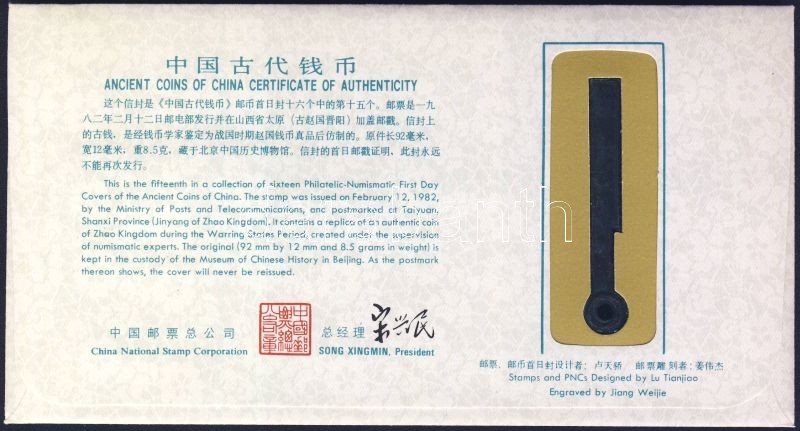 中国古代钱币
ANCIENT COINS OF CHINA CERTIFICATE OF AUTHENTICITY
这个信封是《中国古代钱币》邮币首日封十六个中的第十五个。邮票是一九
八二年二月十二日邮电部发行并在山西省太原（古赵国晋阳）加盖邮戳。信封上
的古钱，是经钱币学家鉴定为战国时期赵国钱币真品后仿制的。原件长92毫米，
宽12毫米，重8.5克，藏于北京中国历史博物馆。信封的首日邮戳证明，此封永远
不能再次发行。
This is the fifteenth in a collection of sixteen Philatelic-Numismatic First Day
Covers of the Ancient Coins of China. The stamp was issued on February 12, 1982,
by the Ministry of Posts and Telecommunications, and postmarked at Taiyuan,
Shanxi Province (Jinyang of Zhao Kingdom). It contains a replica of an authentic coin
of Zhao Kingdom during the Warring States Period, created under the supervision
of numismatic experts. The original (92 mm by 12 mm and 8.5 grams in weight) is
kept in the custody of the Museum of Chinese History in Beijing. As the postmark
thereon shows, the cover will never be reissued.
中国邮票总公司
China National Stamp Corporation
总经理 宋兴民
SONG XINGMIN, President
邮票、邮币首日封设计者：卢天骄 邮票雕刻者：姜伟杰
Stamps and PNCs Designed by Lu Tianjiao
Engraved by Jiang Weijie